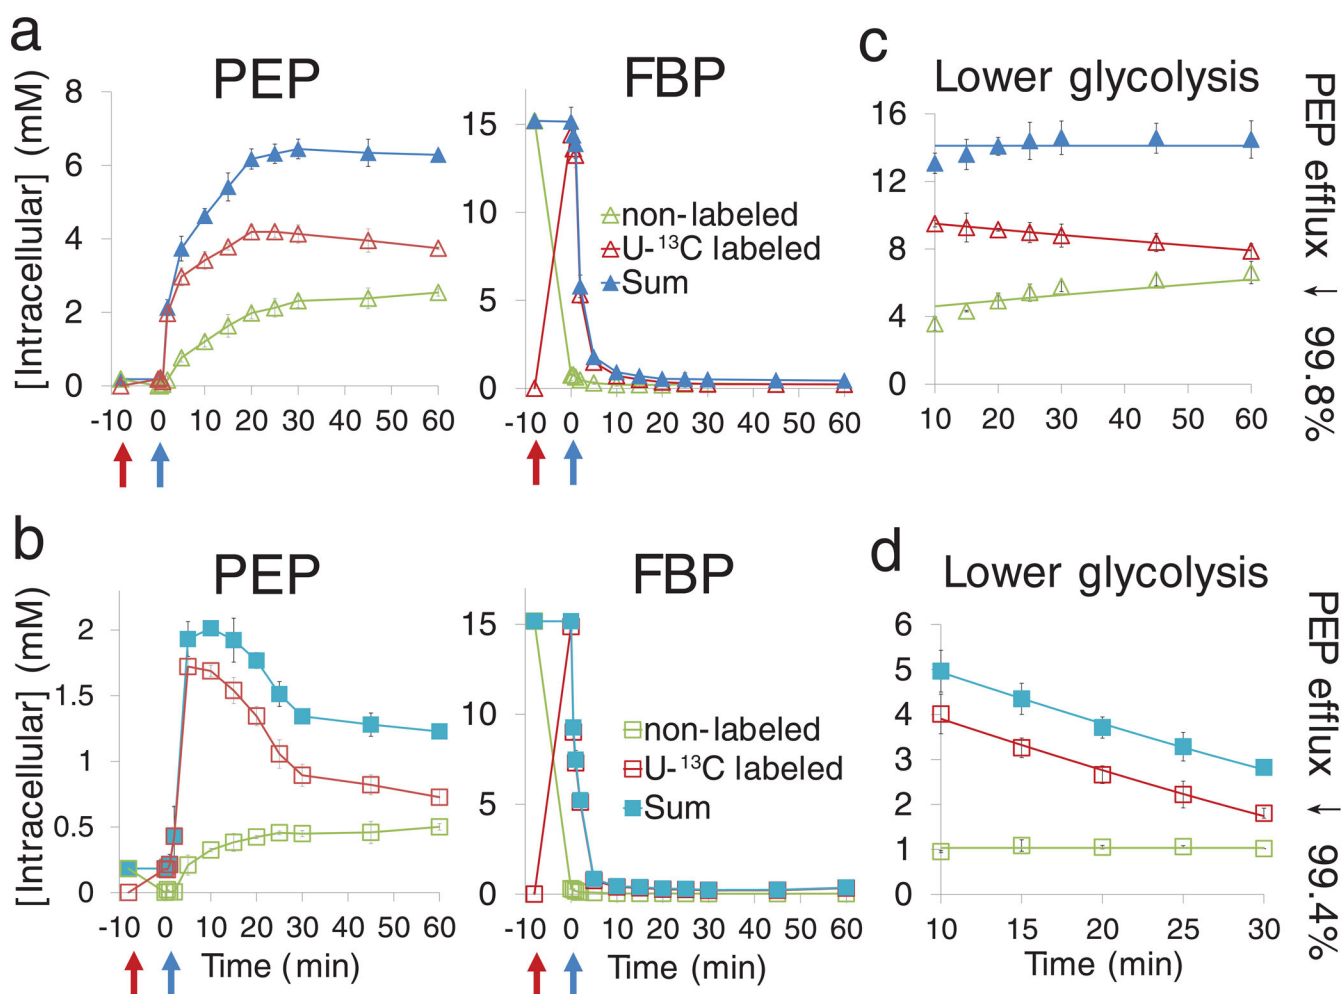 a
PEP
[Intracellular] (mM)
8
6
4
2
0
-10 0 10 20 30 40 50 60
FBP
15
10
5
0
-10 0 10 20 30 40 50 60
non-labeled
U-¹³C labeled
Sum
c
Lower glycolysis
16
12
8
4
0
10 20 30 40 50 60
PEP efflux ↓ 99.8%
b
PEP
[Intracellular] (mM)
2
1.5
1
0.5
0
-10 0 10 20 30 40 50 60
Time (min)
FBP
15
10
5
0
-10 0 10 20 30 40 50 60
Time (min)
non-labeled
U-¹³C labeled
Sum
d
Lower glycolysis
6
5
4
3
2
1
0
10 15 20 25 30
Time (min)
PEP efflux ↓ 99.4%